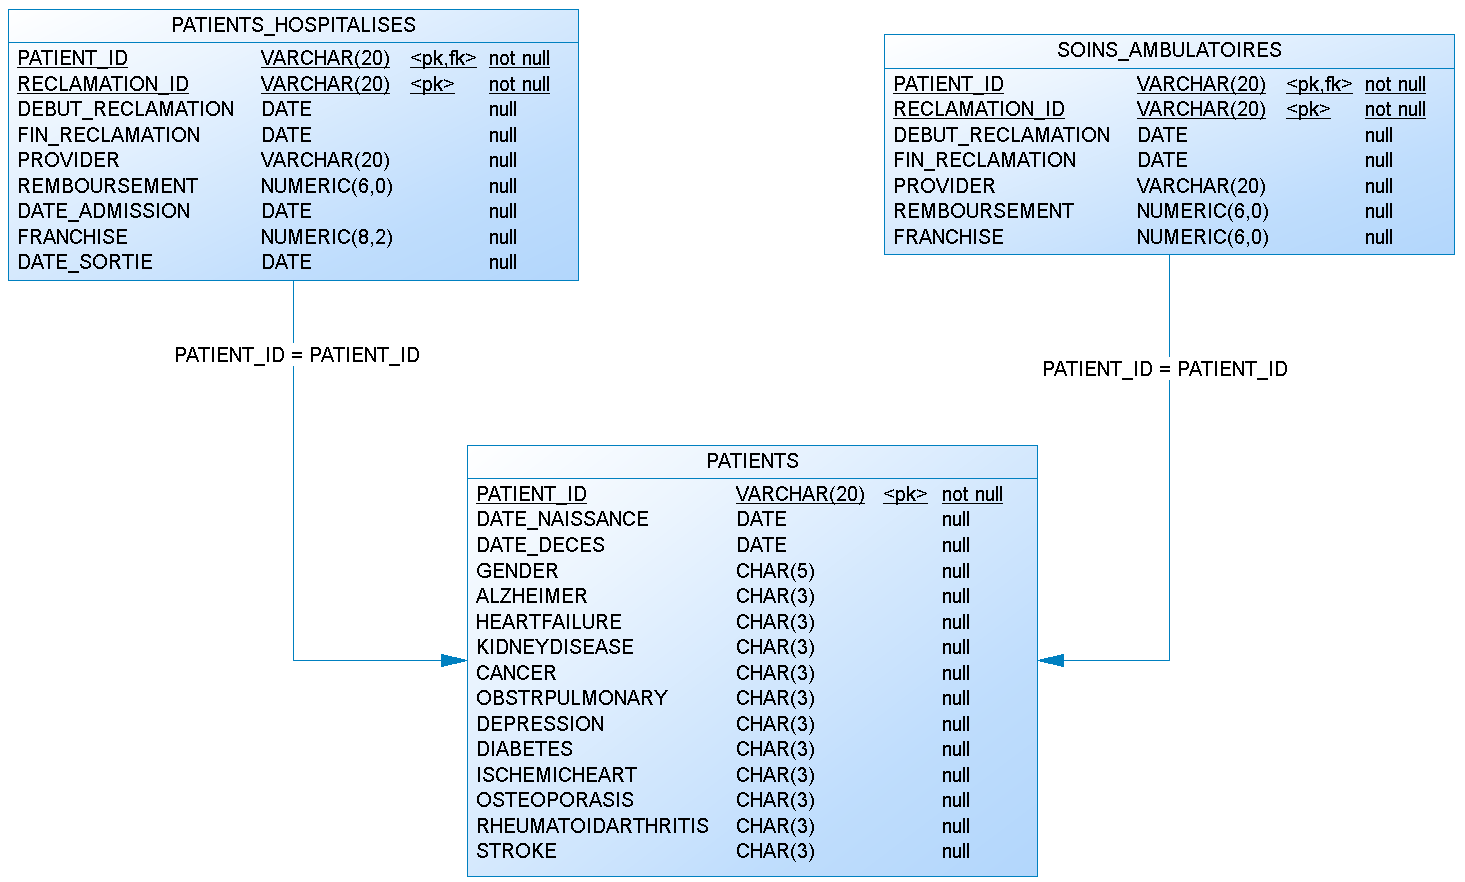 PATIENTS_HOSPITALISES
PATIENT_ID VARCHAR(20) <pk,fk> not null
RECLAMATION_ID VARCHAR(20) <pk> not null
DEBUT_RECLAMATION DATE null
FIN_RECLAMATION DATE null
PROVIDER VARCHAR(20) null
REMBOURSEMENT NUMERIC(6,0) null
DATE_ADMISSION DATE null
FRANCHISE NUMERIC(8,2) null
DATE_SORTIE DATE null
SOINS_AMBULATOIRES
PATIENT_ID VARCHAR(20) <pk,fk> not null
RECLAMATION_ID VARCHAR(20) <pk> not null
DEBUT_RECLAMATION DATE null
FIN_RECLAMATION DATE null
PROVIDER VARCHAR(20) null
REMBOURSEMENT NUMERIC(6,0) null
FRANCHISE NUMERIC(6,0) null
PATIENT_ID = PATIENT_ID
PATIENT_ID = PATIENT_ID
PATIENTS
PATIENT_ID VARCHAR(20) <pk> not null
DATE_NAISSANCE DATE null
DATE_DECES DATE null
GENDER CHAR(5) null
ALZHEIMER CHAR(3) null
HEARTFAILURE CHAR(3) null
KIDNEYDISEASE CHAR(3) null
CANCER CHAR(3) null
OBSTRPULMONARY CHAR(3) null
DEPRESSION CHAR(3) null
DIABETES CHAR(3) null
ISCHEMICHEART CHAR(3) null
OSTEOPORASIS CHAR(3) null
RHEUMATOIDARTHRITIS CHAR(3) null
STROKE CHAR(3) null